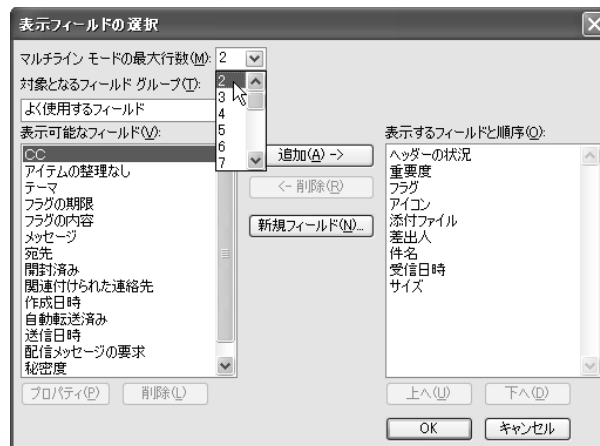 表示フィールドの選択
マルチライン モードの最大行数(M): 2
対象となるフィールド グループ(T):
よく使用するフィールド
2
3
4
5
6
7
表示可能なフィールド(V):
CC
アイテムの整理なし
テーマ
フラグの期限
フラグの内容
メッセージ
宛先
開封済み
関連付けられた連絡先
作成日時
自動転送済み
送信日時
配信メッセージの要求
秘密度
プロパティ(P)
削除(L)
追加(A) ->
<- 削除(R)
新規フィールド(N)...
表示するフィールドと順序(O):
ヘッダーの状況
重要度
フラグ
アイコン
添付ファイル
差出人
件名
受信日時
サイズ
上へ(U)
下へ(D)
OK
キャンセル